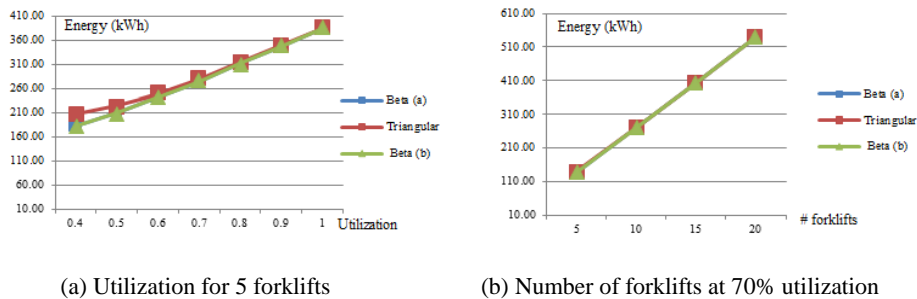 Energy (kWh)
410.00
360.00
310.00
260.00
210.00
160.00
110.00
60.00
10.00
0.4 0.5 0.6 0.7 0.8 0.9 1 Utilization
Beta (a)
Triangular
Beta (b)
(a) Utilization for 5 forklifts
Energy (kWh)
610.00
510.00
410.00
310.00
210.00
110.00
10.00
5 10 15 20 # forklifts
Beta (a)
Triangular
Beta (b)
(b) Number of forklifts at 70% utilization